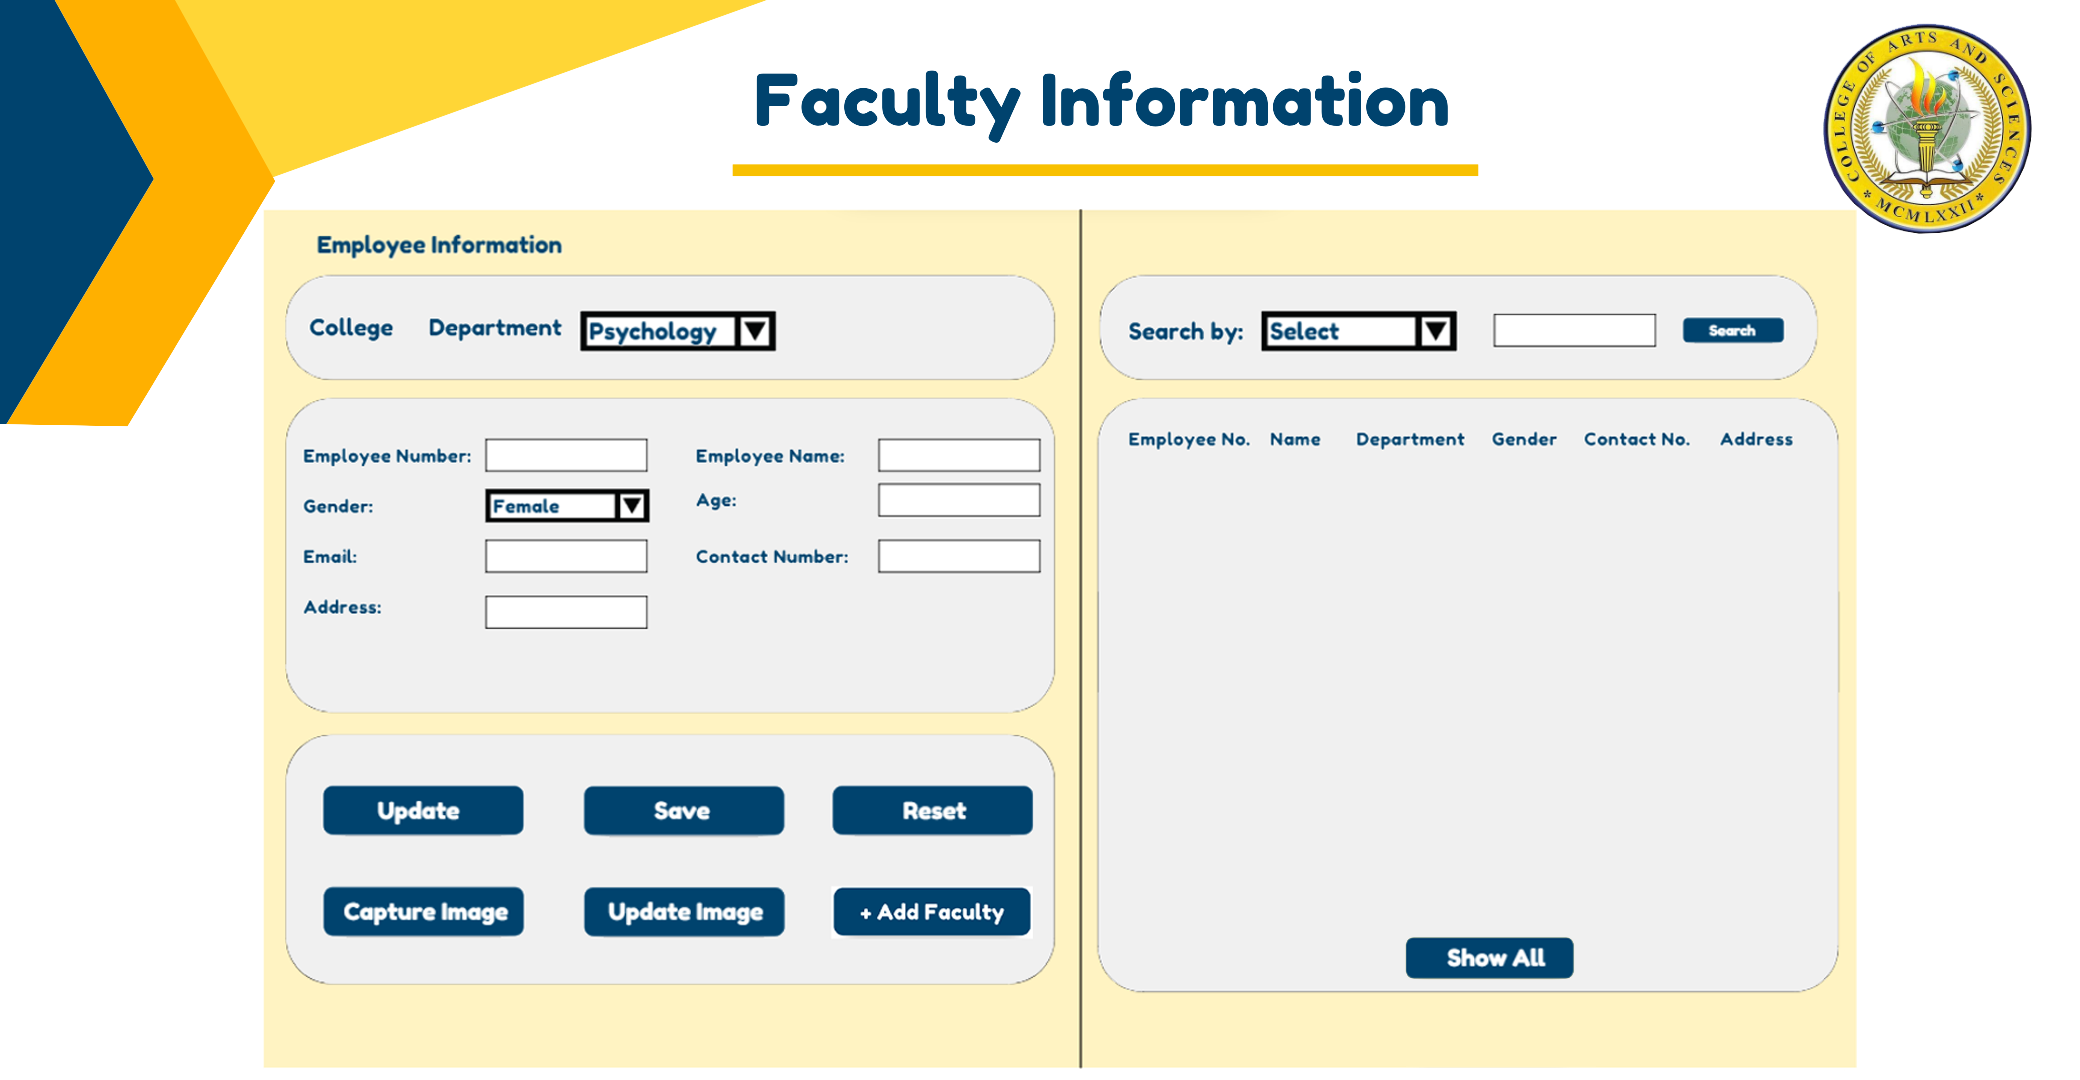 Faculty Information
COLLEGE OF ARTS AND SCIENCES
* MCMLXXII *
Employee Information
College Department Psychology
Employee Number: Employee Name:
Gender: Female Age:
Email: Contact Number:
Address:
Update Save Reset
Capture Image Update Image + Add Faculty
Search by: Select Search
Employee No. Name Department Gender Contact No. Address
Show All